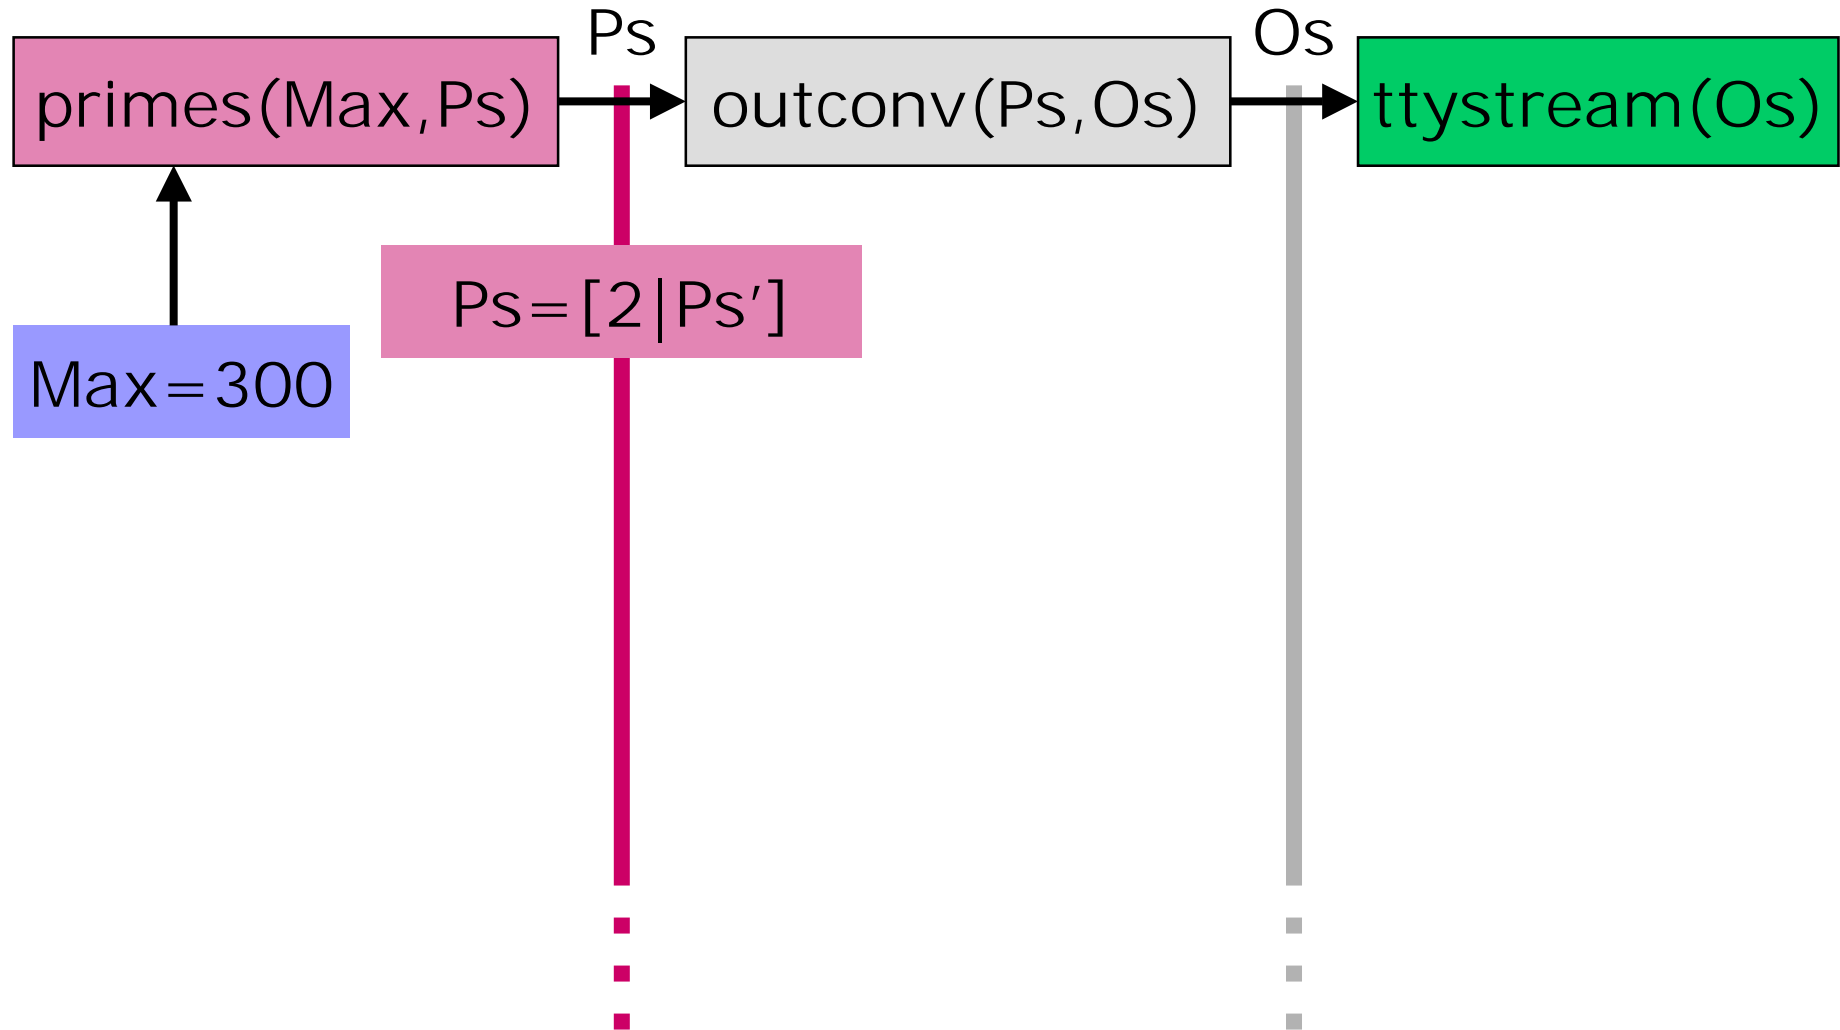 Ps
Os
primes(Max,Ps)
outconv(Ps,Os)
ttystream(Os)
Ps=[2|Ps']
Max=300